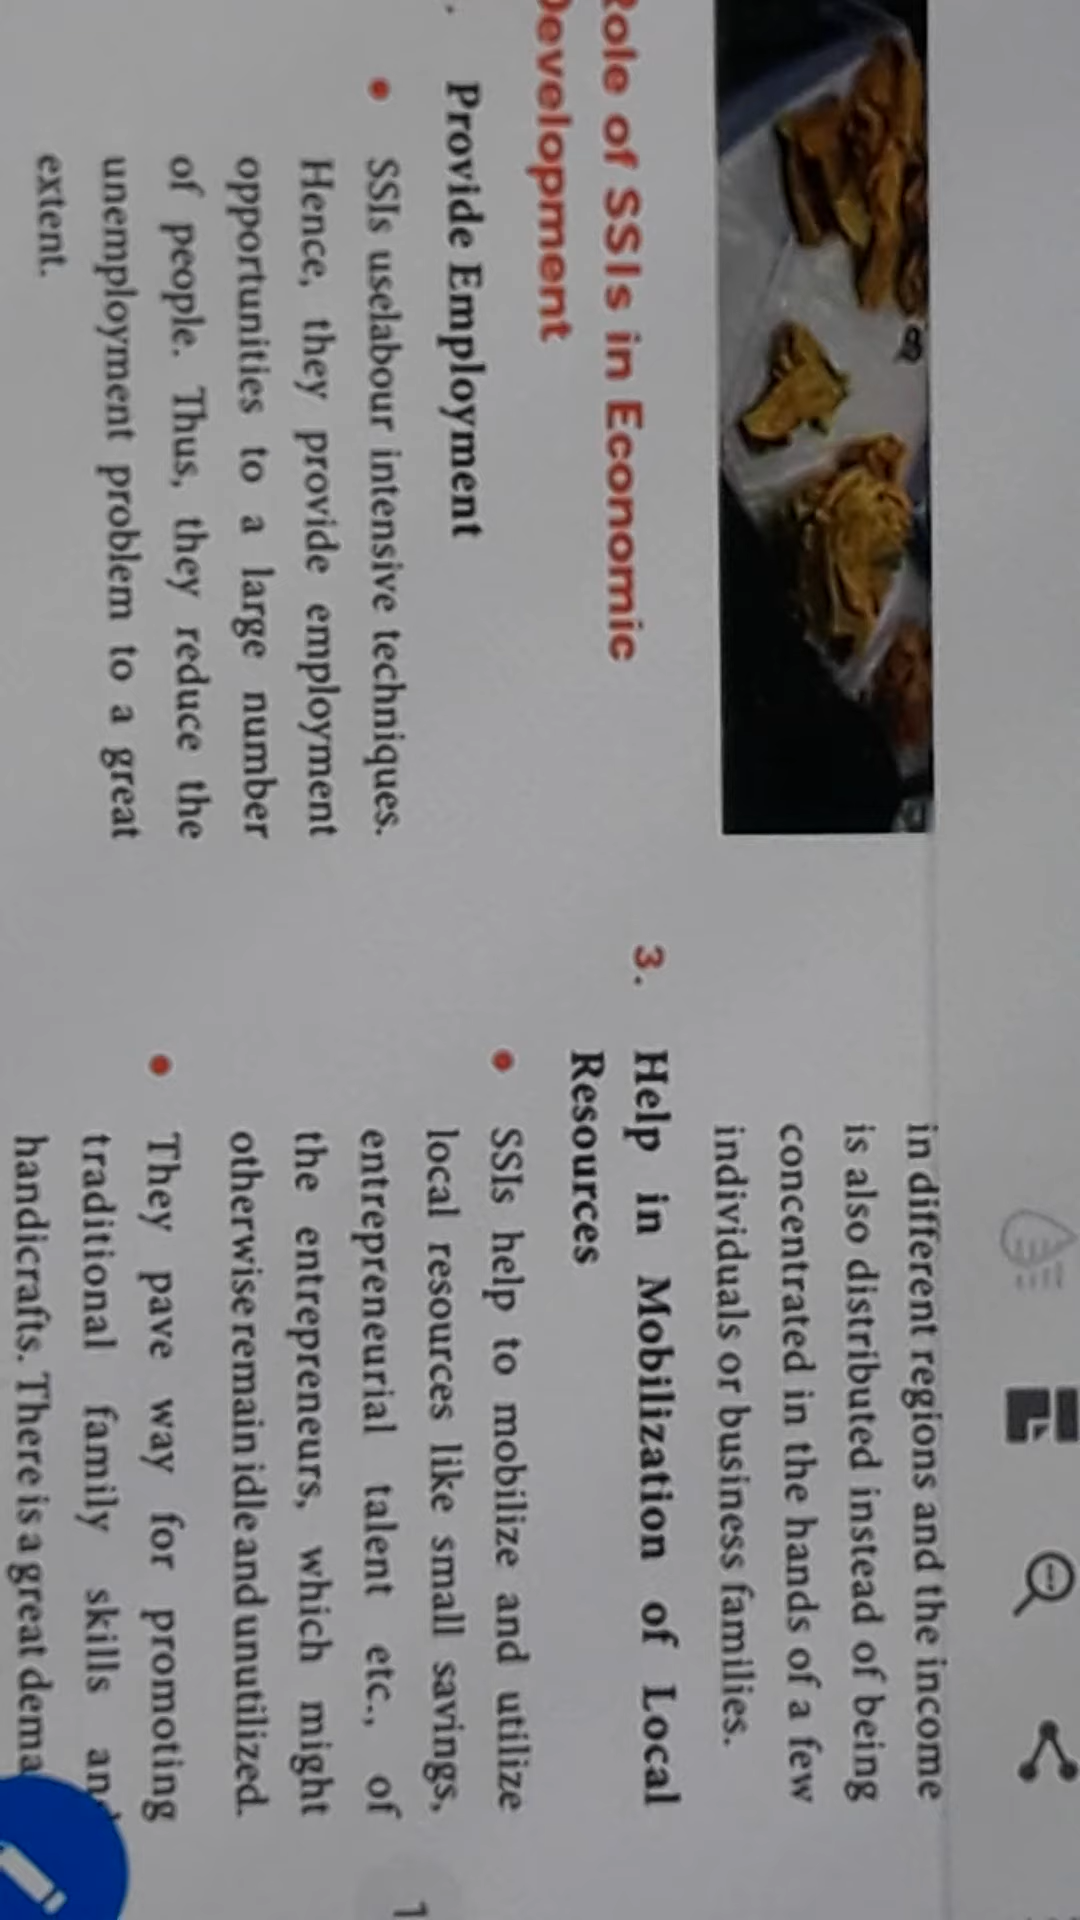 Role of SSIs in Economic
Development
Provide Employment
• SSIs uselabour intensive techniques.
Hence, they provide employment
opportunities to a large number
of people. Thus, they reduce the
unemployment problem to a great
extent.
in different regions and the income
is also distributed instead of being
concentrated in the hands of a few
individuals or business families.
3. Help in Mobilization of Local
Resources
• SSIs help to mobilize and utilize
local resources like small savings,
entrepreneurial talent etc., of
the entrepreneurs, which might
otherwise remain idle and unutilized.
• They pave way for promoting
traditional family skills and
handicrafts. There is a great dema
1